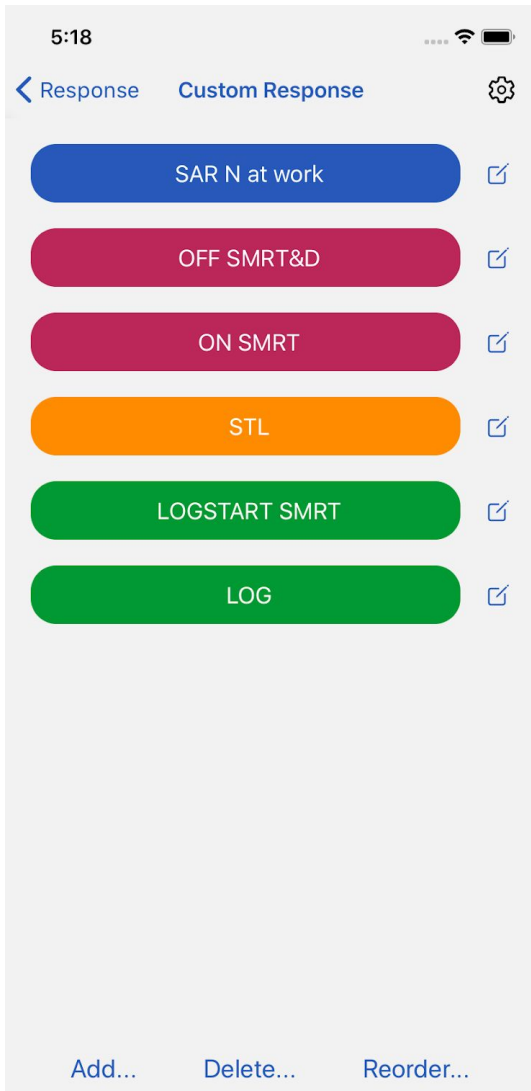 5:18
Response Custom Response
SAR N at work
OFF SMRT&D
ON SMRT
STL
LOGSTART SMRT
LOG
Add... Delete... Reorder...